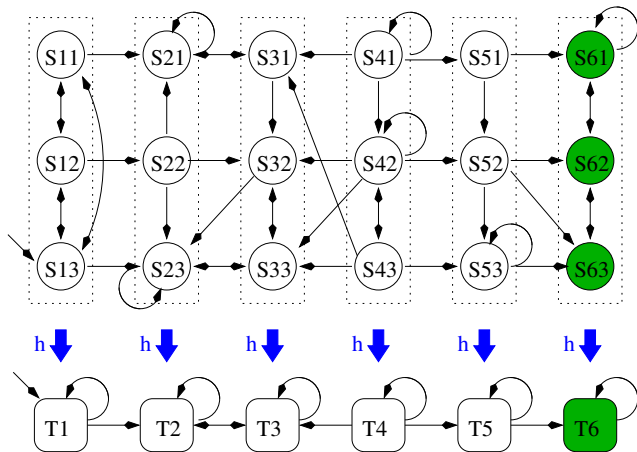 S11 S21 S31 S41 S51 S61
S12 S22 S32 S42 S52 S62
S13 S23 S33 S43 S53 S63
h h h h h h
T1 T2 T3 T4 T5 T6